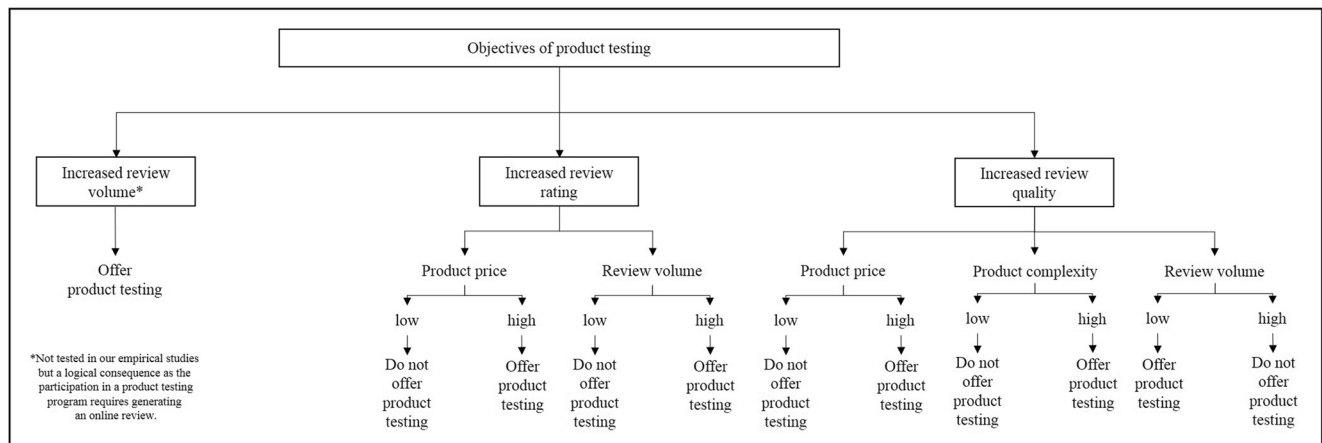 Objectives of product testing
Increased review
volume*
Increased review
rating
Increased review
quality
Offer
product testing
Product price
Review volume
Product price
Product complexity
Review volume
low
high
low
high
low
high
low
high
low
high
Do not
offer
product
testing
Offer
product
testing
Do not
offer
product
testing
Offer
product
testing
Do not
offer
product
testing
Offer
product
testing
Do not
offer
product
testing
Offer
product
testing
Offer
product
testing
Do not
offer
product
testing
*Not tested in our empirical studies
but a logical consequence as the
participation in a product testing
program requires generating
an online review.